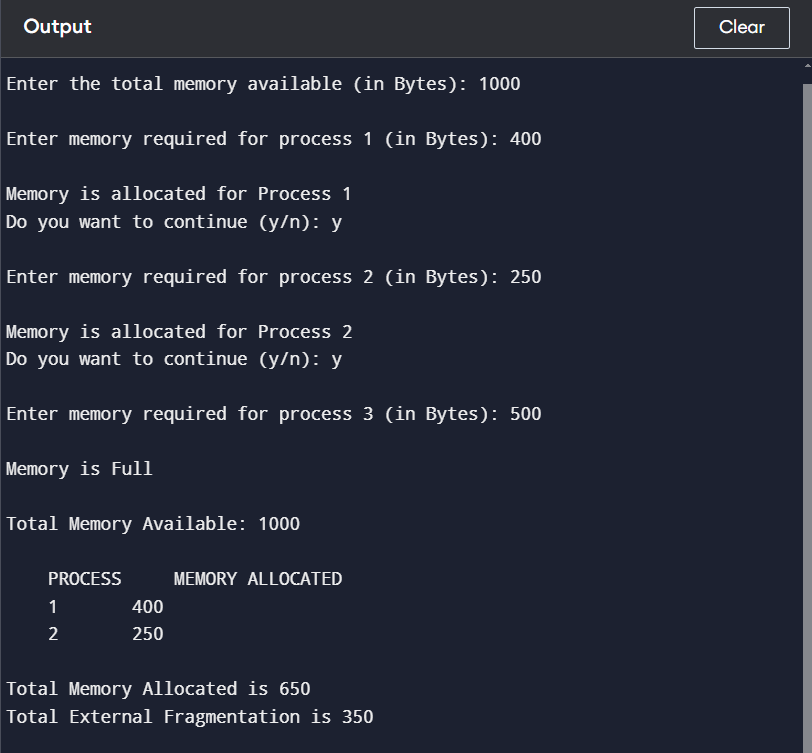 Output
Clear
Enter the total memory available (in Bytes): 1000
Enter memory required for process 1 (in Bytes): 400
Memory is allocated for Process 1
Do you want to continue (y/n): y
Enter memory required for process 2 (in Bytes): 250
Memory is allocated for Process 2
Do you want to continue (y/n): y
Enter memory required for process 3 (in Bytes): 500
Memory is Full
Total Memory Available: 1000
PROCESS MEMORY ALLOCATED
1 400
2 250
Total Memory Allocated is 650
Total External Fragmentation is 350